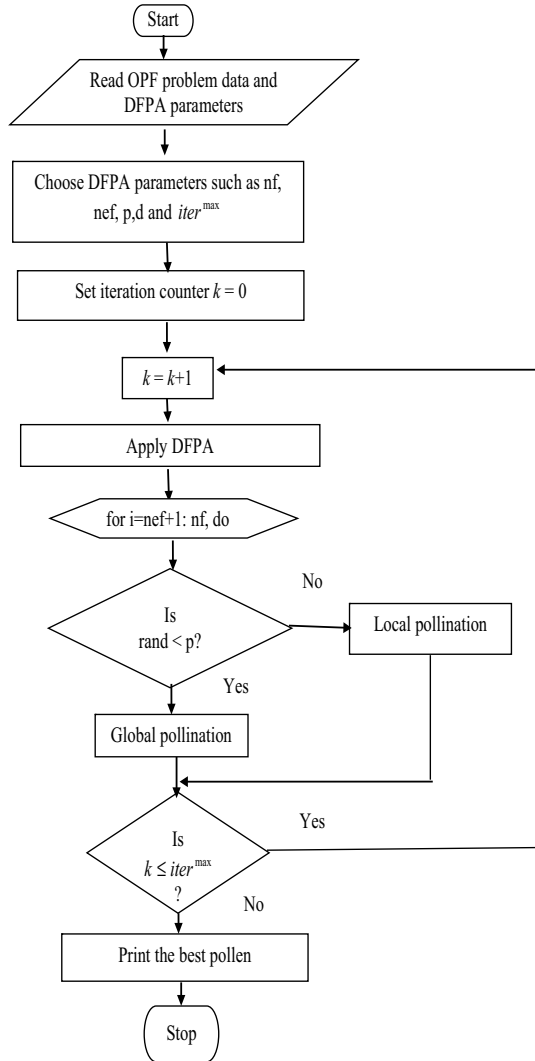 Start
Read OPF problem data and
DFPA parameters
Choose DFPA parameters such as nf,
nef, p,d and iter^max
Set iteration counter k = 0
k = k+1
Apply DFPA
for i=nef+1: nf, do
No
Is
rand < p?
Local pollination
Yes
Global pollination
Yes
Is
k ≤ iter^max
?
No
Print the best pollen
Stop